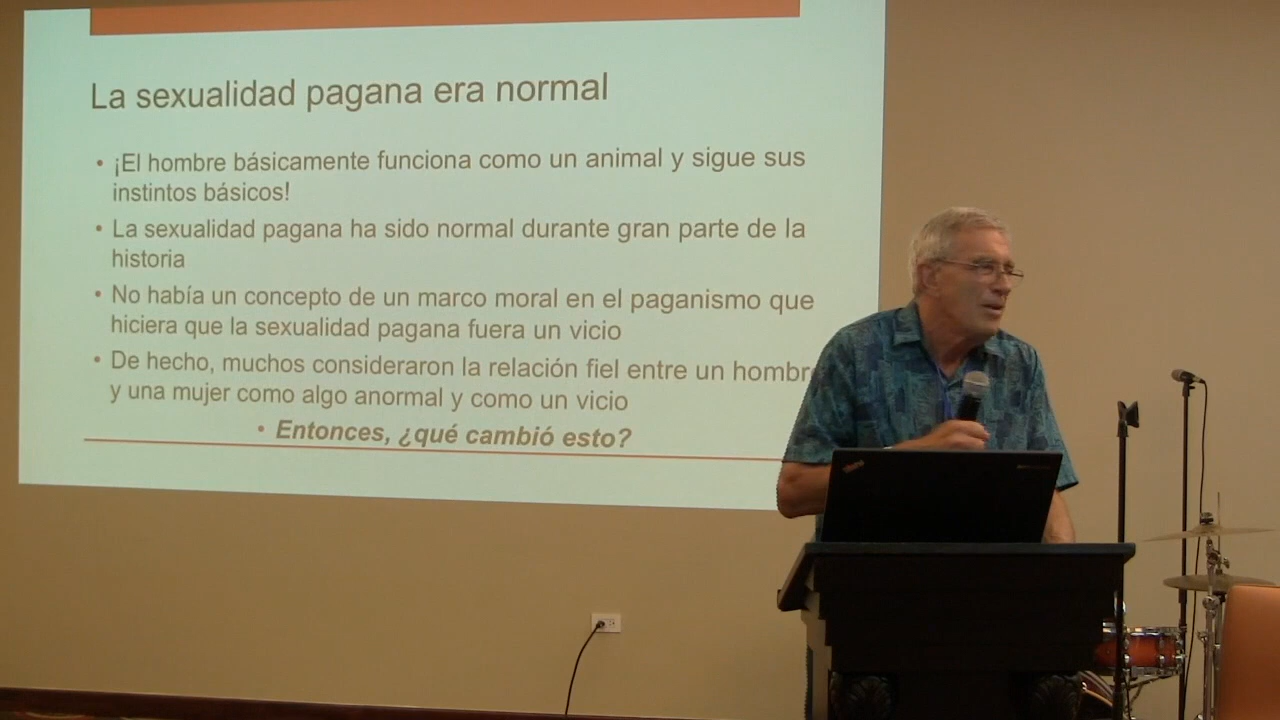 La sexualidad pagana era normal
• ¡El hombre básicamente funciona como un animal y sigue sus
instintos básicos!
• La sexualidad pagana ha sido normal durante gran parte de la
historia
• No había un concepto de un marco moral en el paganismo que
hiciera que la sexualidad pagana fuera un vicio
• De hecho, muchos consideraron la relación fiel entre un hombr
y una mujer como algo anormal y como un vicio
• Entonces, ¿qué cambió esto?